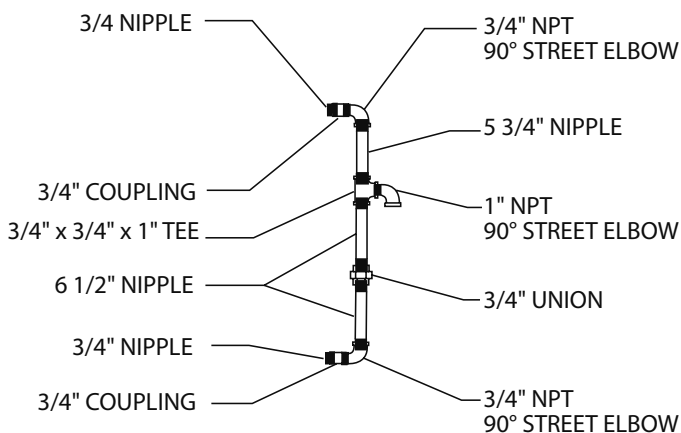 3/4 NIPPLE
3/4" NPT
90° STREET ELBOW
5 3/4" NIPPLE
3/4" COUPLING
1" NPT
90° STREET ELBOW
3/4" x 3/4" x 1" TEE
6 1/2" NIPPLE
3/4" UNION
3/4" NIPPLE
3/4" COUPLING
3/4" NPT
90° STREET ELBOW